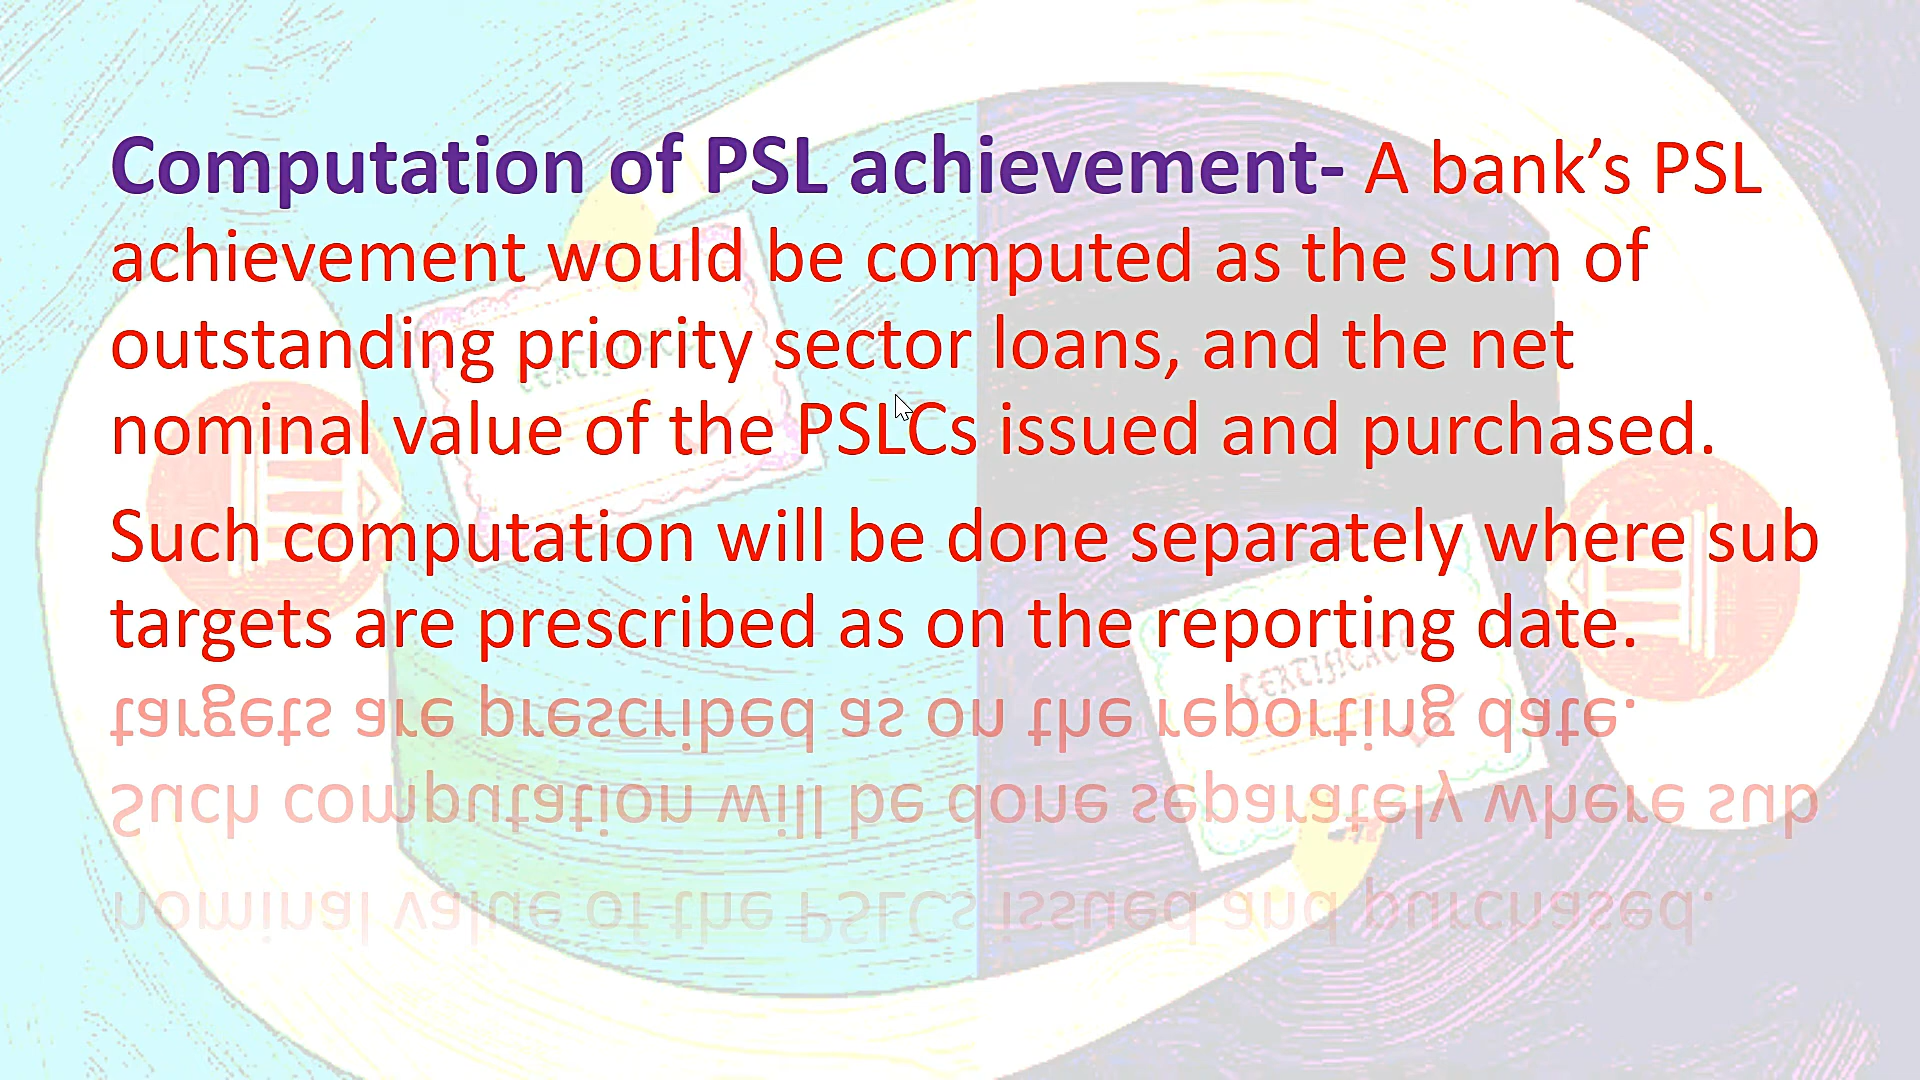 Computation of PSL achievement- A bank’s PSL
achievement would be computed as the sum of
outstanding priority sector loans, and the net
nominal value of the PSLCs issued and purchased.
Such computation will be done separately where sub
targets are prescribed as on the reporting date.